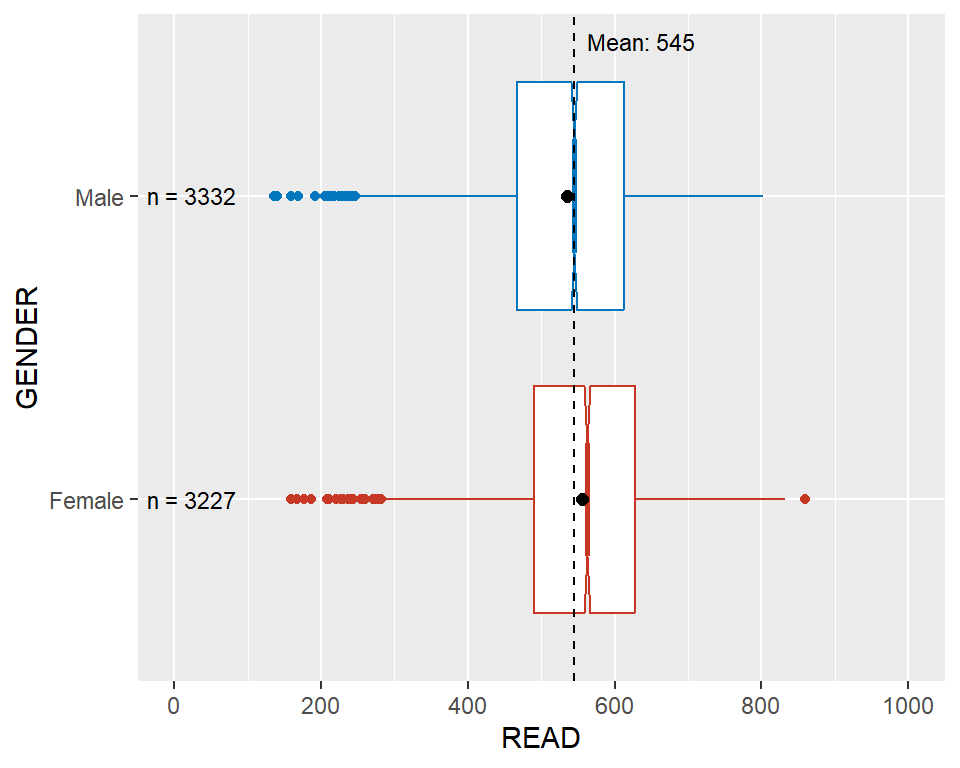 Mean: 545
Male
n = 3332
GENDER
Female
n = 3227
0 200 400 600 800 1000
READ